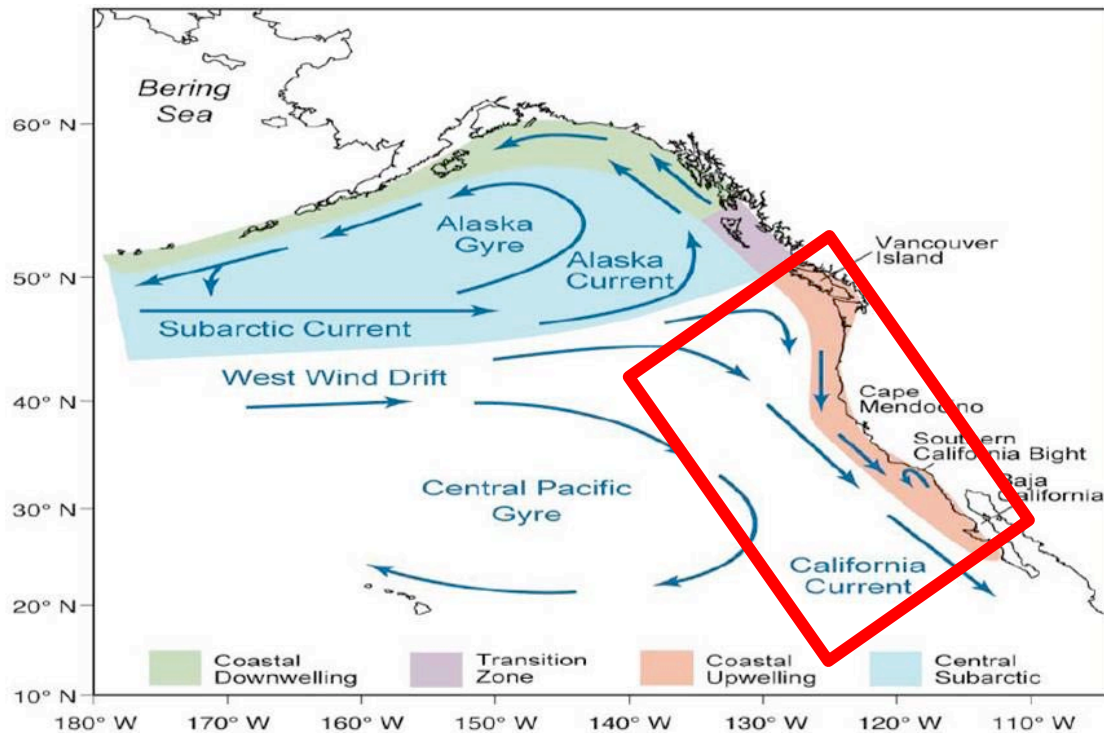 Bering
Sea
60° N
Alaska
Gyre
Alaska
Current
Vancouver
Island
50° N
Subarctic Current
West Wind Drift
40° N
Cape
Mendocino
Southern
California Bight
Baja
California
Central Pacific
Gyre
30° N
California
Current
20° N
Coastal
Downwelling
Transition
Zone
Coastal
Upwelling
Central
Subarctic
10° N
180° W
170° W
160° W
150° W
140° W
130° W
120° W
110° W